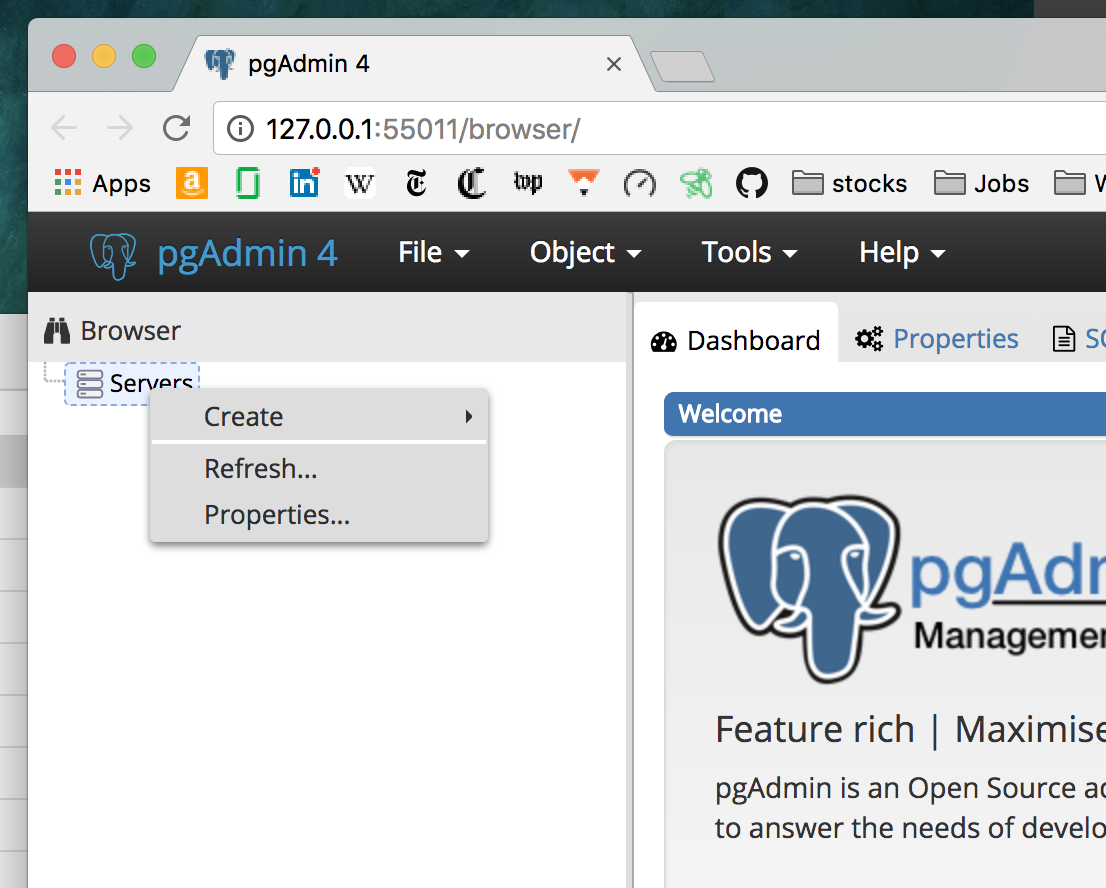 pgAdmin 4
127.0.0.1:55011/browser/
Apps stocks Jobs
pgAdmin 4 File Object Tools Help
Browser
Dashboard Properties
Servers
Create
Refresh...
Properties...
Welcome
pgAdm
Managemen
Feature rich | Maximise
pgAdmin is an Open Source ad
to answer the needs of develo